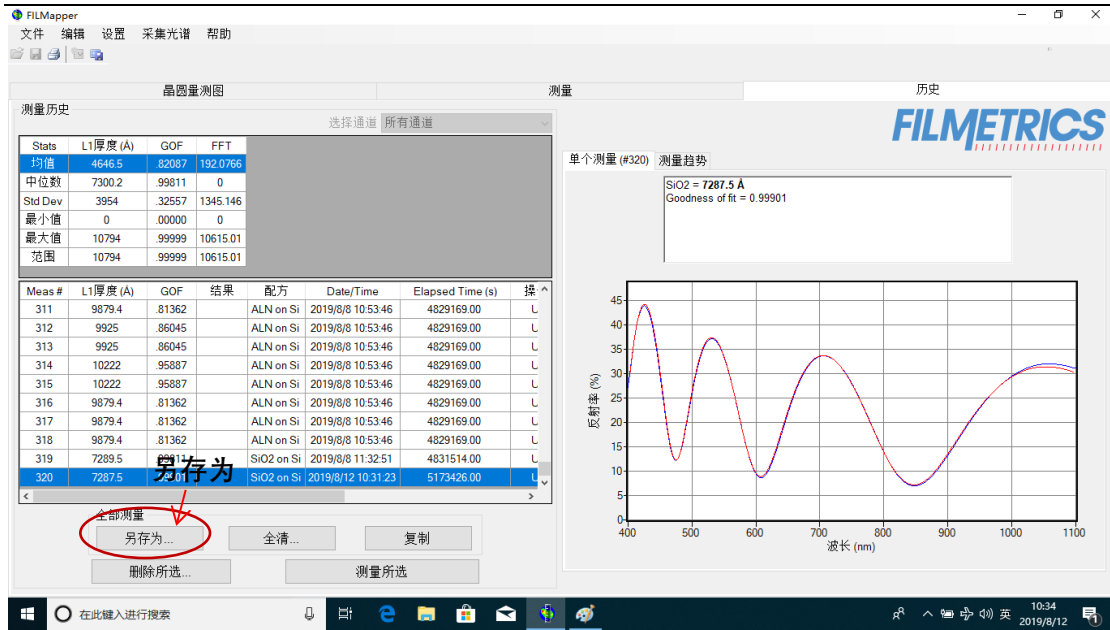 FILMapper
文件 编辑 设置 采集光谱 帮助
晶圆量测图 测量 历史
测量历史
选择通道 所有通道
FILMETRICS
Stats L1厚度 (Å) GOF FFT
均值 4646.5 .82087 192.0766
中位数 7300.2 .99811 0
Std Dev 3954 .32557 1345.146
最小值 0 .00000 0
最大值 10794 .99999 10615.01
范围 10794 .99999 10615.01
单个测量 (#320) 测量趋势
SiO2 = 7287.5 Å
Goodness of fit = 0.99901
Meas # L1厚度 (Å) GOF 结果 配方 Date/Time Elapsed Time (s) 操
311 9879.4 .81362 ALN on Si 2019/8/8 10:53:46 4829169.00 U
312 9925 .86045 ALN on Si 2019/8/8 10:53:46 4829169.00 U
313 9925 .86045 ALN on Si 2019/8/8 10:53:46 4829169.00 U
314 10222 .95887 ALN on Si 2019/8/8 10:53:46 4829169.00 U
315 10222 .95887 ALN on Si 2019/8/8 10:53:46 4829169.00 U
316 9879.4 .81362 ALN on Si 2019/8/8 10:53:46 4829169.00 U
317 9879.4 .81362 ALN on Si 2019/8/8 10:53:46 4829169.00 U
318 9879.4 .81362 ALN on Si 2019/8/8 10:53:46 4829169.00 U
319 7289.5 SiO2 on Si 2019/8/8 11:32:51 4831514.00 U
320 7287.5 SiO2 on Si 2019/8/12 10:31:23 5173426.00 U
另存为
全部测量
另存为... 全清... 复制
删除所选... 测量所选
反射率 (%)
45
40
35
30
25
20
15
10
5
0
400 500 600 700 800 900 1000 1100
波长 (nm)
在此键入进行搜索
英
10:34
2019/8/12
1